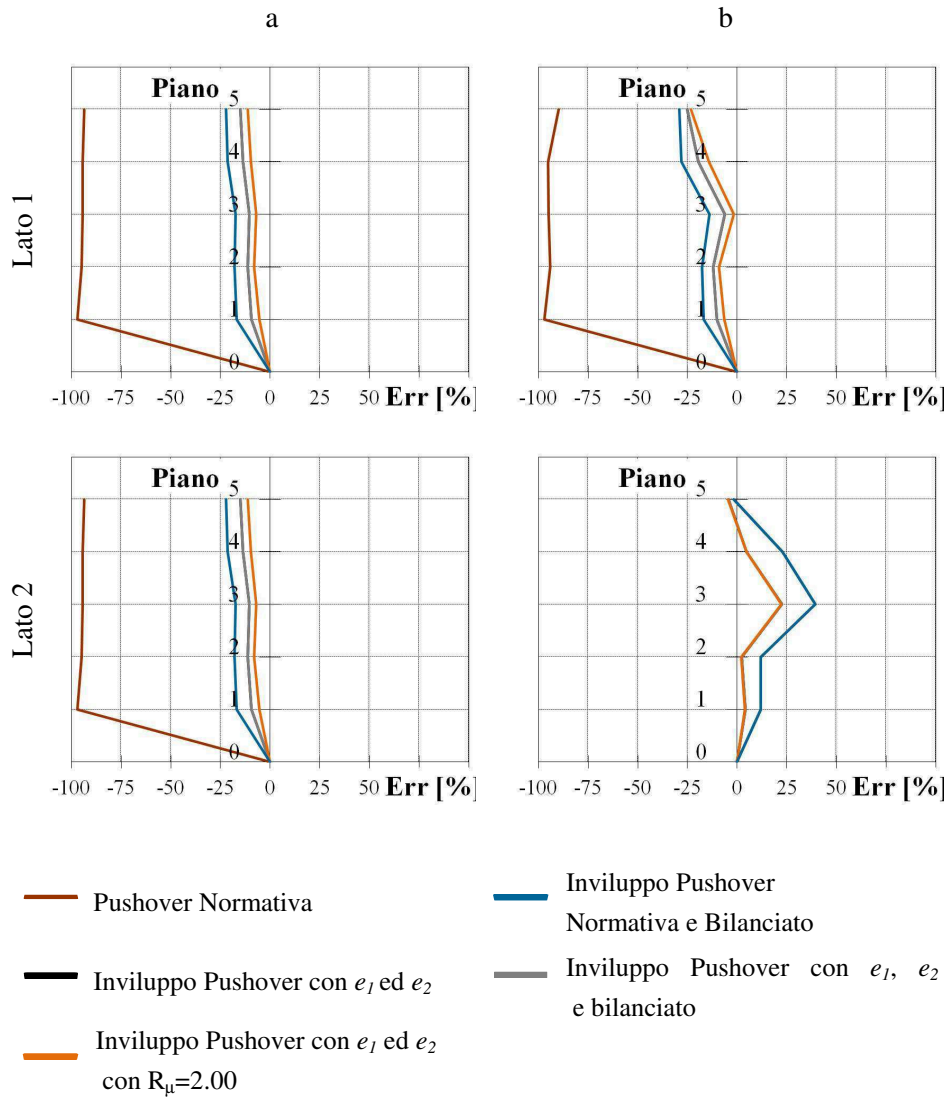 a
b
Lato 1
Piano
5
4
3
2
1
0
-100 -75 -50 -25 0 25 50 Err [%]
Piano
5
4
3
2
1
0
-100 -75 -50 -25 0 25 50 Err [%]
Lato 2
Piano
5
4
3
2
1
0
-100 -75 -50 -25 0 25 50 Err [%]
Piano
5
4
3
2
1
0
-100 -75 -50 -25 0 25 50 Err [%]
Pushover Normativa
Inviluppo Pushover con e1 ed e2
Inviluppo Pushover con e1 ed e2
con Rμ=2.00
Inviluppo Pushover
Normativa e Bilanciato
Inviluppo Pushover con e1, e2
e bilanciato